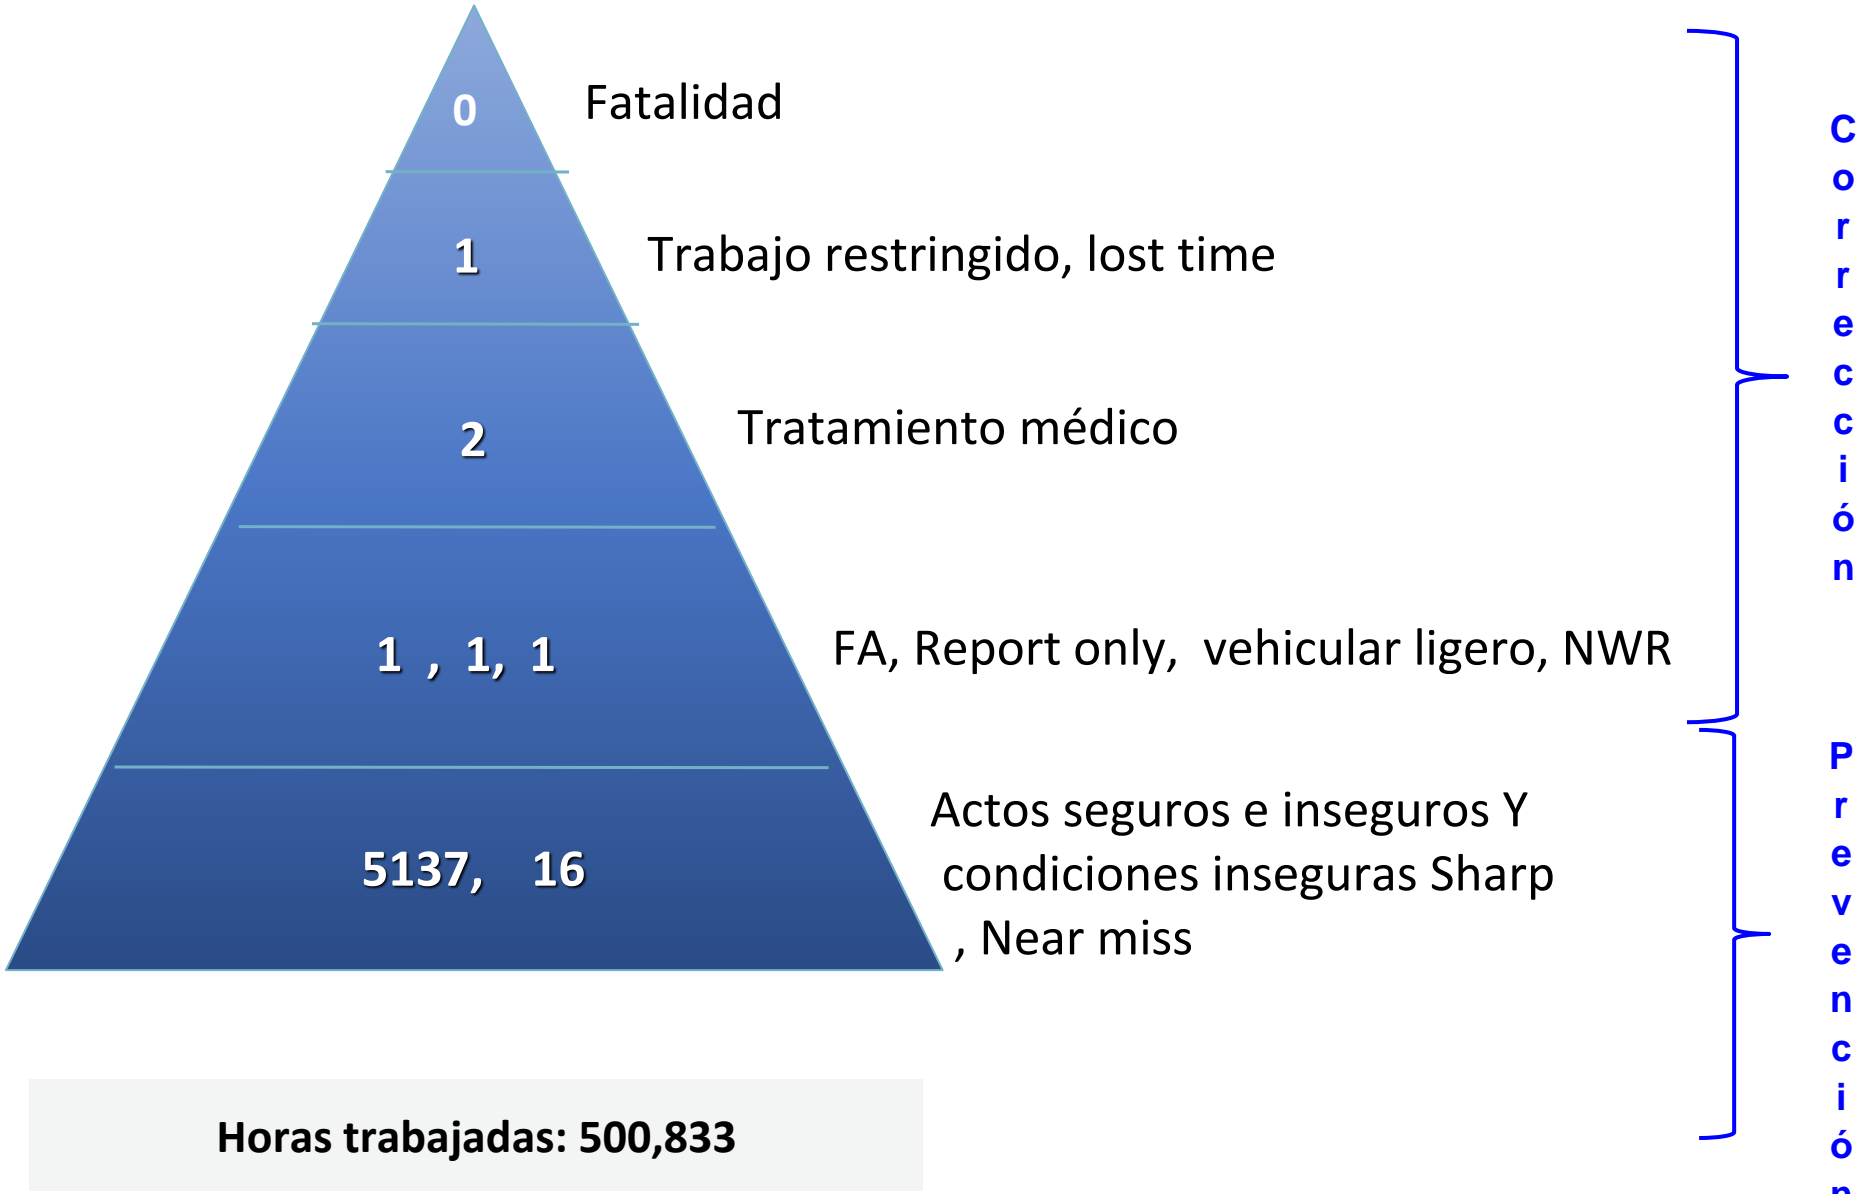 0
Fatalidad
1
Trabajo restringido, lost time
2
Tratamiento médico
1 , 1, 1
FA, Report only, vehicular ligero, NWR
5137, 16
Actos seguros e inseguros Y
condiciones inseguras Sharp
, Near miss
Horas trabajadas: 500,833
C
o
r
r
e
c
c
i
ó
n
P
r
e
v
e
n
c
i
ó
n